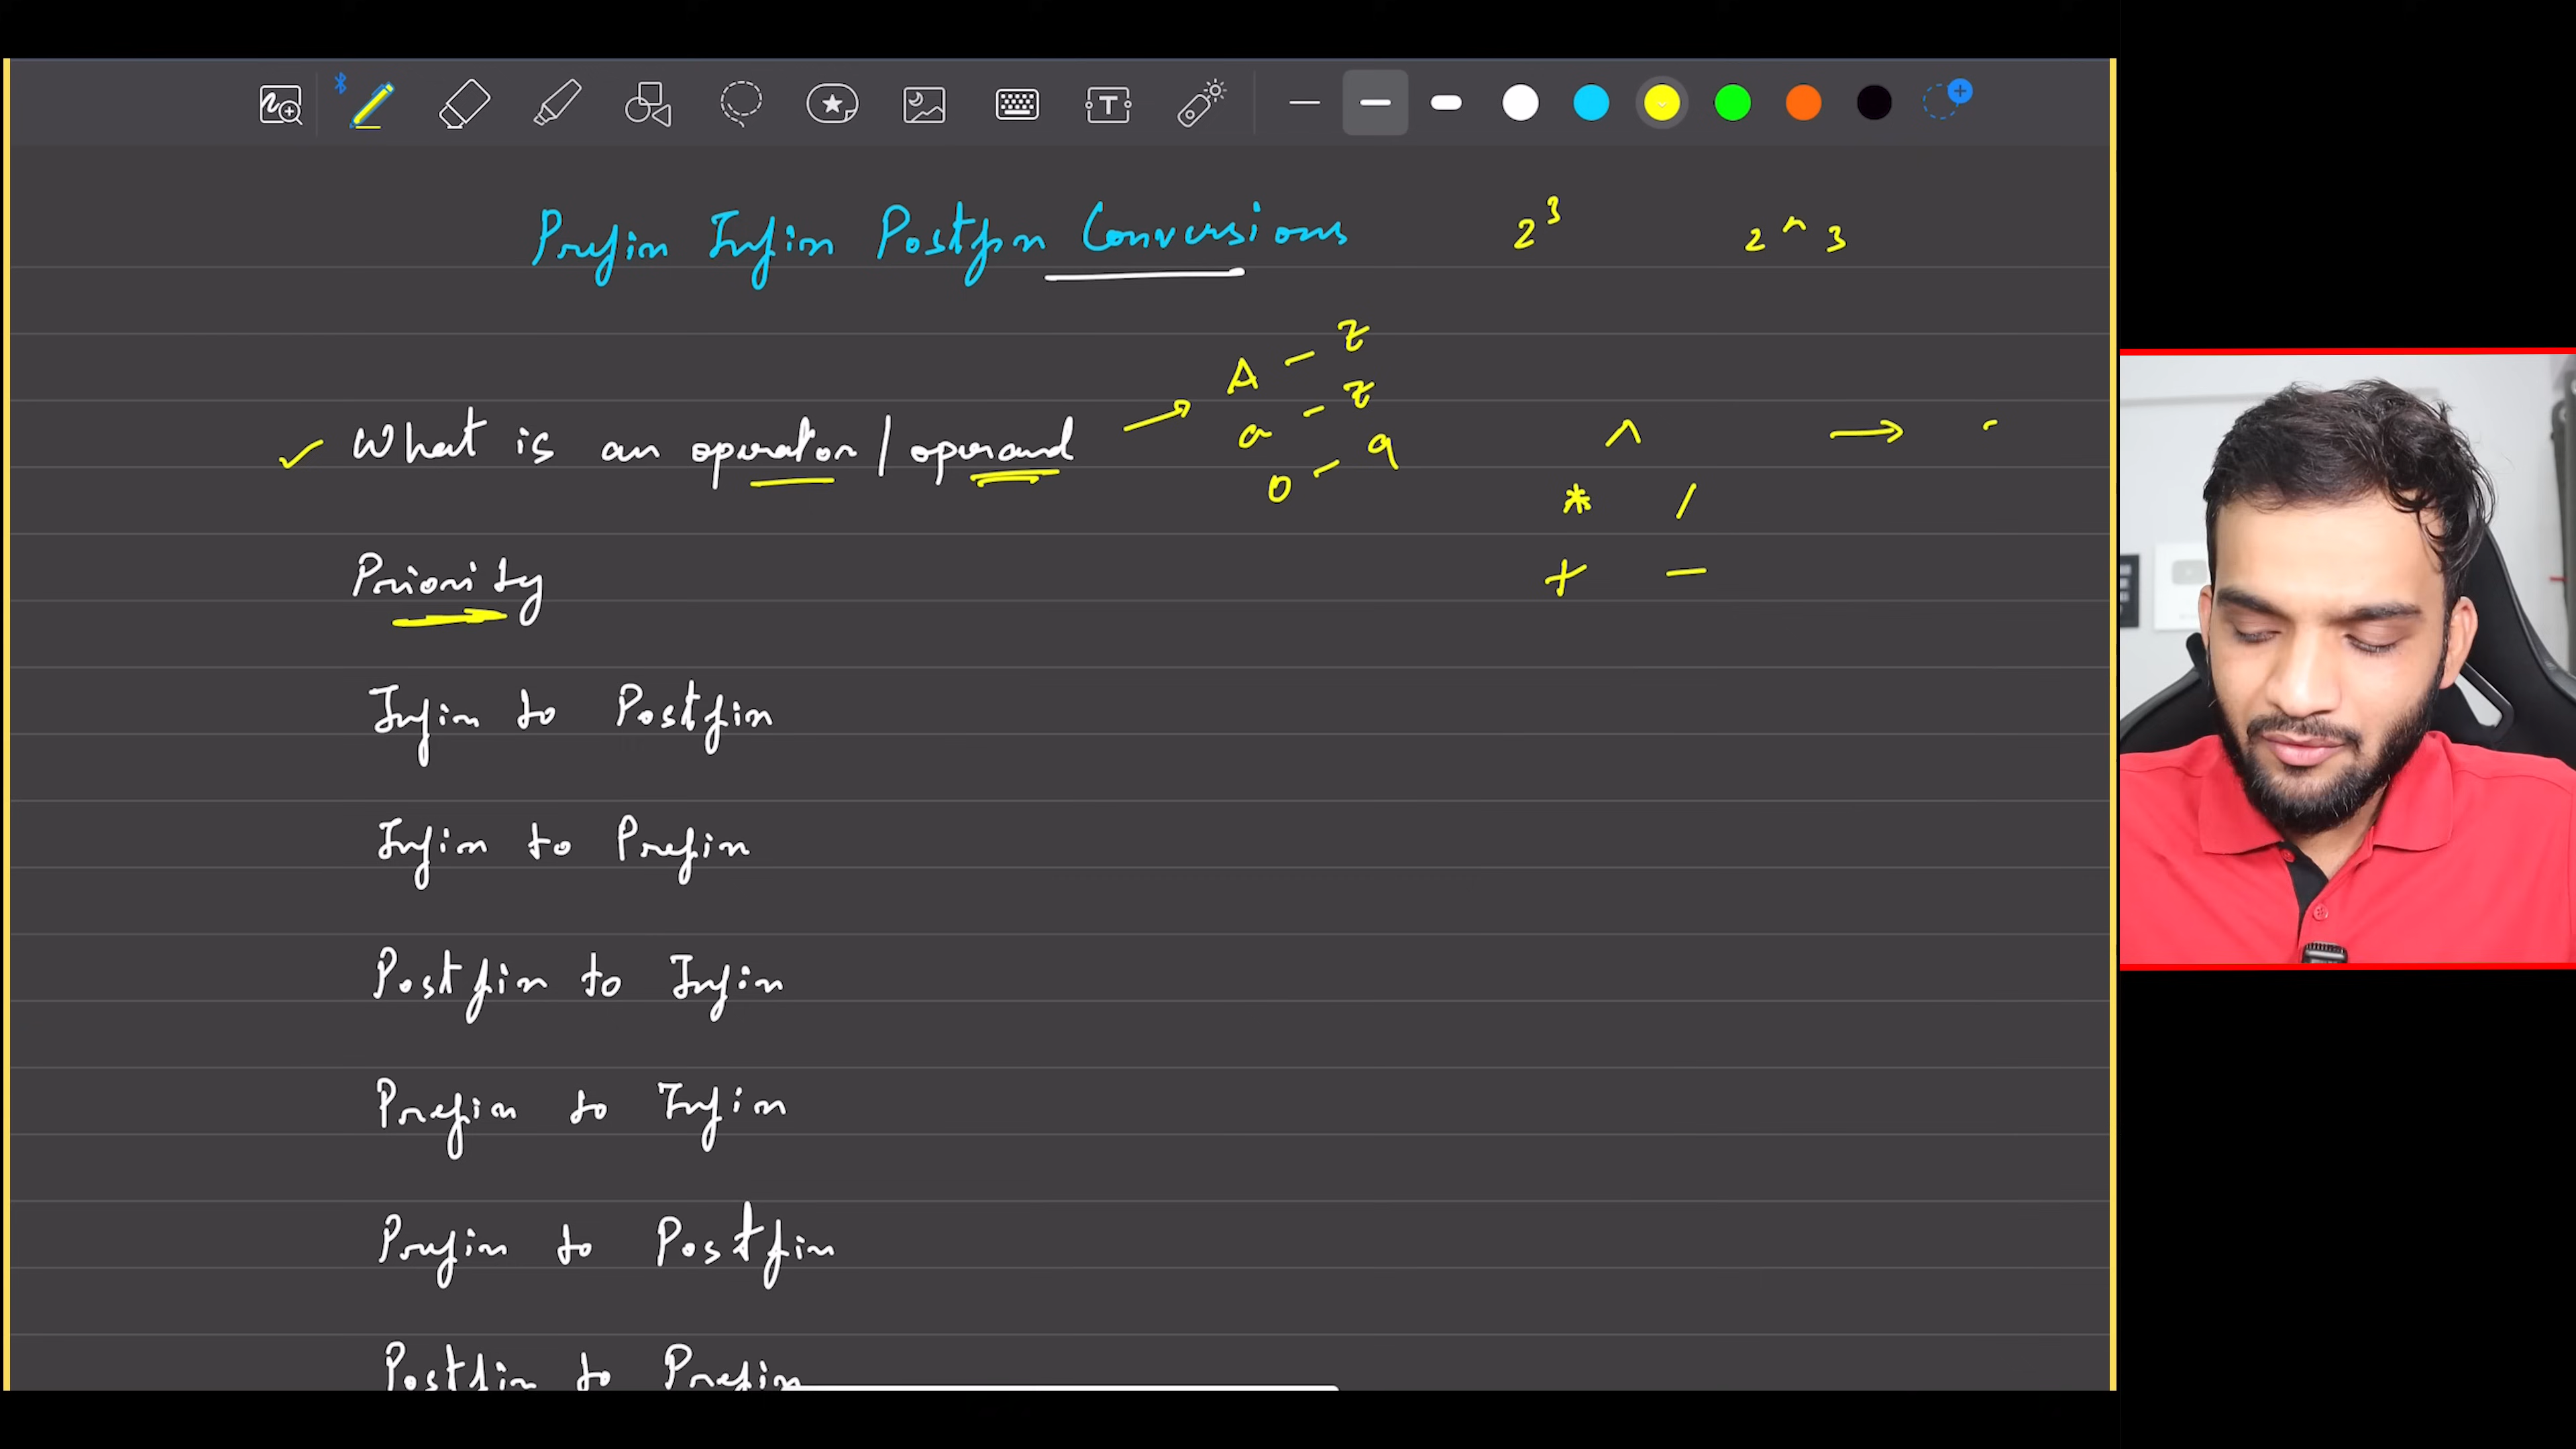 Prefix Infix Postfix Conversions 2^3 2 ^ 3
A - Z
a - z
0 - 9
✓ What is an operator / operand → ^ →
* /
+ -
Priority
Infix to Postfix
Infix to Prefix
Postfix to Infix
Prefix to Infix
Prefix to Postfix
Postfix to Prefix